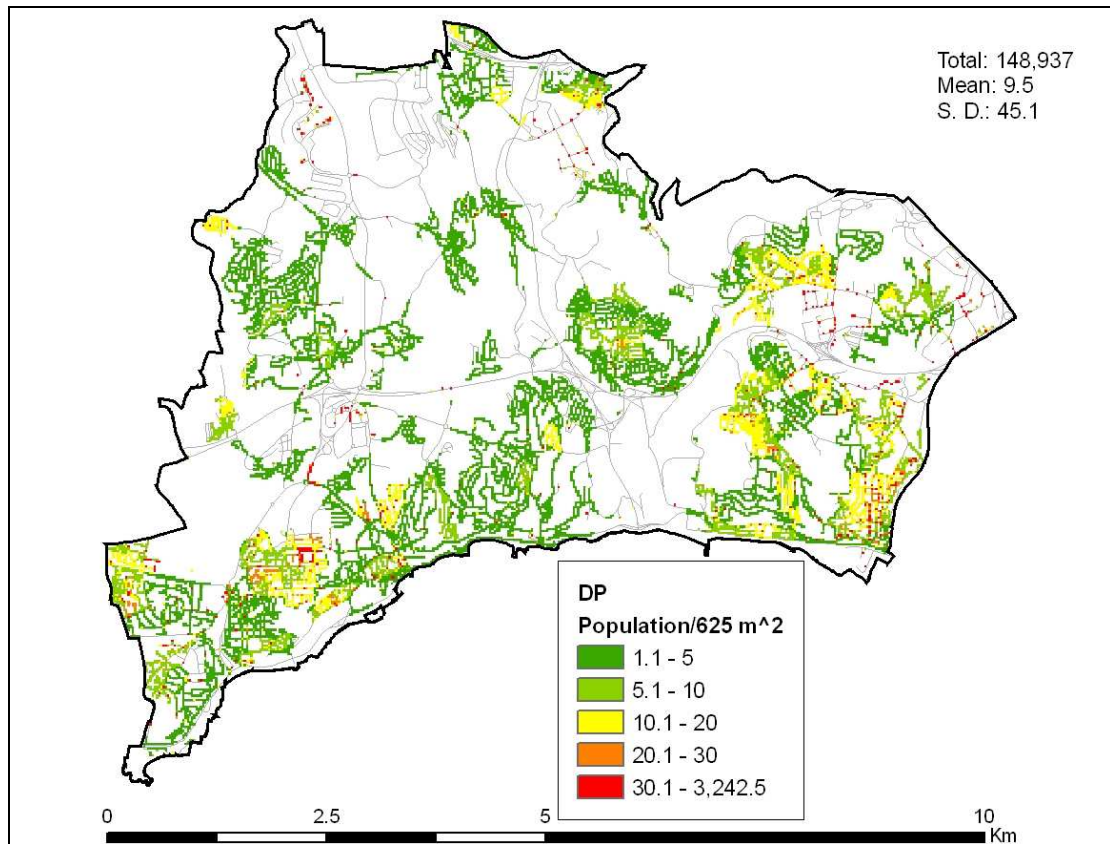 Total: 148,937
Mean: 9.5
S. D.: 45.1
DP
Population/625 m^2
1.1 - 5
5.1 - 10
10.1 - 20
20.1 - 30
30.1 - 3,242.5
0 2.5 5 10
Km